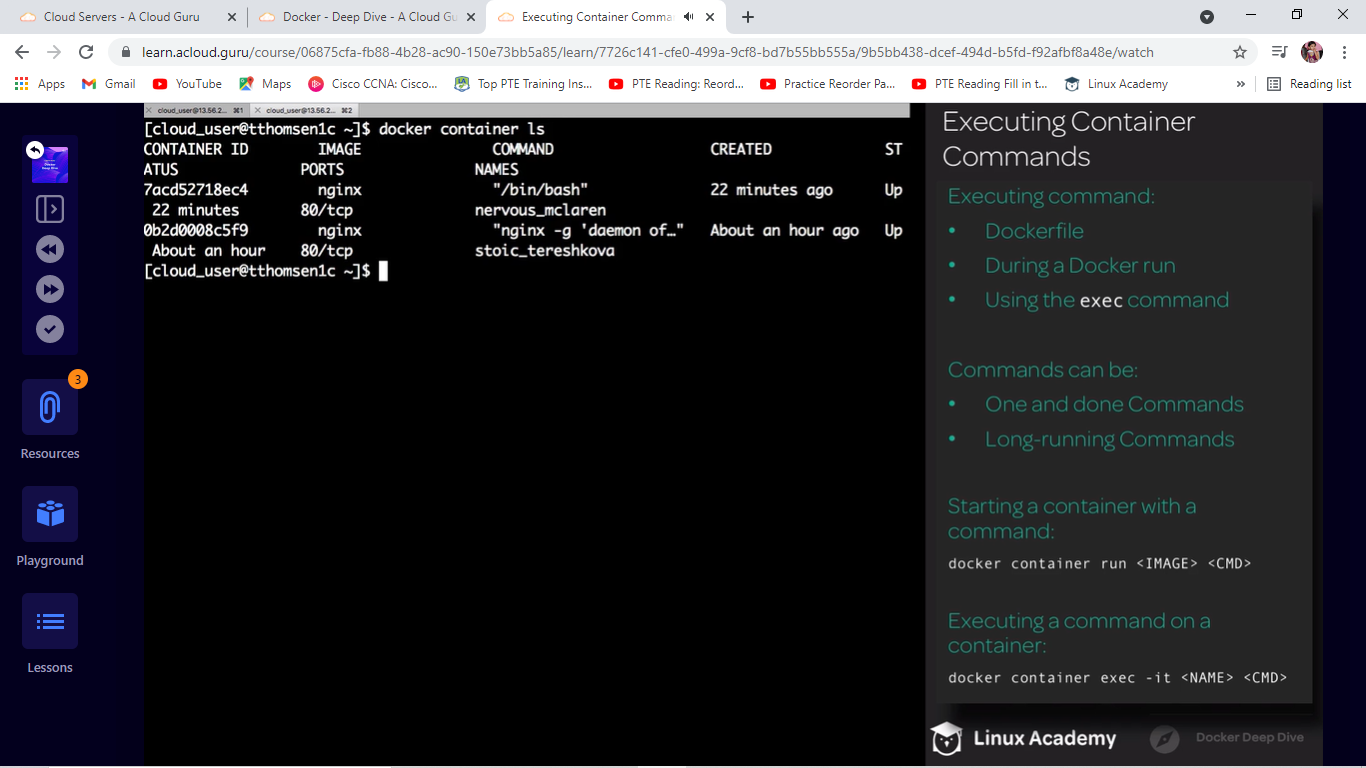 Cloud Servers - A Cloud Guru
Docker - Deep Dive - A Cloud Gu
Executing Container Comma
learn.acloud.guru/course/06875cfa-fb88-4b28-ac90-150e73bb5a85/learn/7726c141-cfe0-499a-9cf8-bd7b55bb555a/9b5bb438-dcef-494d-b5fd-f92afbf8a48e/watch
Apps Gmail YouTube Maps Cisco CCNA: Cisco... Top PTE Training Ins... PTE Reading: Reord... Practice Reorder Pa... PTE Reading Fill in t... Linux Academy » Reading list
cloud_user@13.56.2... ⌘1 cloud_user@13.56.2... ⌘2
[cloud_user@tthomsen1c ~]$ docker container ls
CONTAINER ID IMAGE COMMAND CREATED ST
ATUS PORTS NAMES
7acd52718ec4 nginx "/bin/bash" 22 minutes ago Up
22 minutes 80/tcp nervous_mclaren
0b2d0008c5f9 nginx "nginx -g 'daemon of…" About an hour ago Up
About an hour 80/tcp stoic_tereshkova
[cloud_user@tthomsen1c ~]$
Docker
Deep Dive
3
Resources
Playground
Lessons
Executing Container
Commands
Executing command:
• Dockerfile
• During a Docker run
• Using the exec command
Commands can be:
• One and done Commands
• Long-running Commands
Starting a container with a
command:
docker container run <IMAGE> <CMD>
Executing a command on a
container:
docker container exec -it <NAME> <CMD>
Linux Academy
Docker Deep Dive